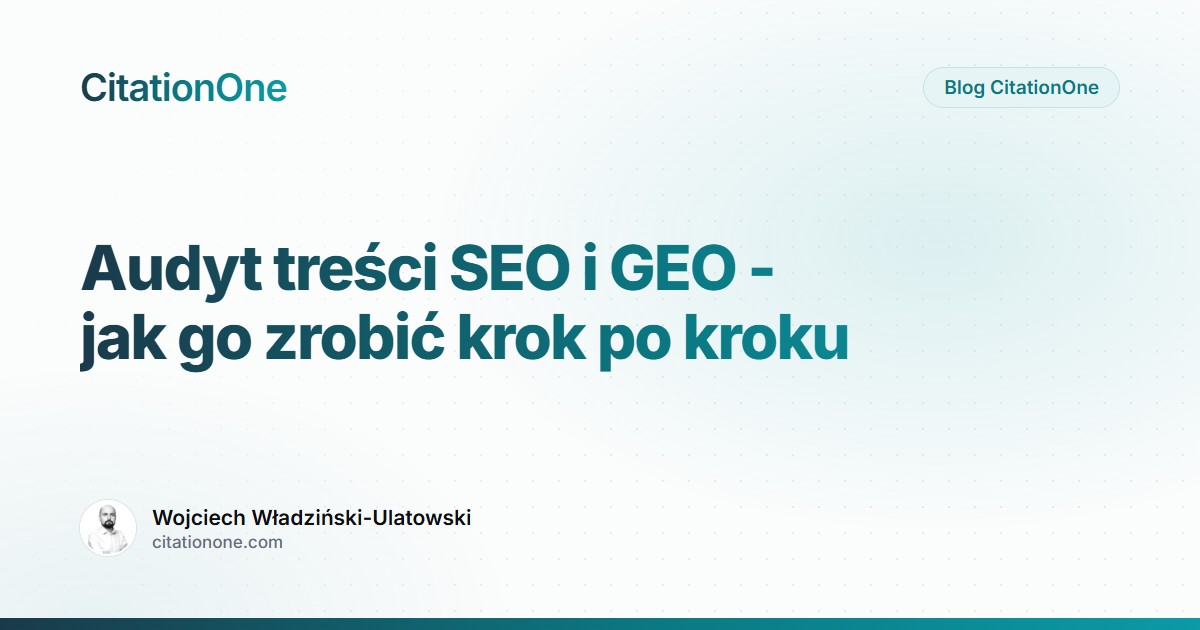 CitationOne
Blog CitationOne
Audyt treści SEO i GEO -
jak go zrobić krok po kroku
Wojciech Władziński-Ulatowski
citationone.com